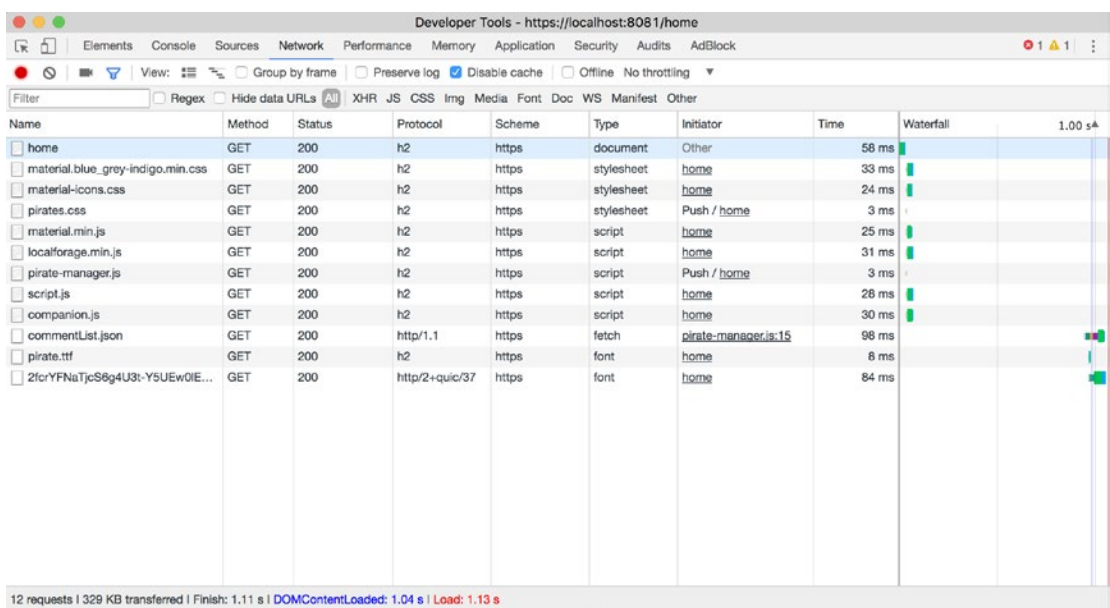 Developer Tools - https://localhost:8081/home
Elements Console Sources Network Performance Memory Application Security Audits AdBlock 1 1
View: Group by frame Preserve log Disable cache Offline No throttling
Filter Regex Hide data URLs All XHR JS CSS Img Media Font Doc WS Manifest Other
Name Method Status Protocol Scheme Type Initiator Time Waterfall 1.00 s
home GET 200 h2 https document Other 58 ms
material.blue_grey-indigo.min.css GET 200 h2 https stylesheet home 33 ms
material-icons.css GET 200 h2 https stylesheet home 24 ms
pirates.css GET 200 h2 https stylesheet Push / home 3 ms
material.min.js GET 200 h2 https script home 25 ms
localforage.min.js GET 200 h2 https script home 31 ms
pirate-manager.js GET 200 h2 https script Push / home 3 ms
script.js GET 200 h2 https script home 28 ms
companion.js GET 200 h2 https script home 30 ms
commentList.json GET 200 http/1.1 https fetch pirate-manager.js:15 98 ms
pirate.ttf GET 200 h2 https font home 8 ms
2fcrYFNaTjcS6g4U3t-Y5UEw0lE... GET 200 http/2+quic/37 https font home 84 ms
12 requests | 329 KB transferred | Finish: 1.11 s | DOMContentLoaded: 1.04 s | Load: 1.13 s